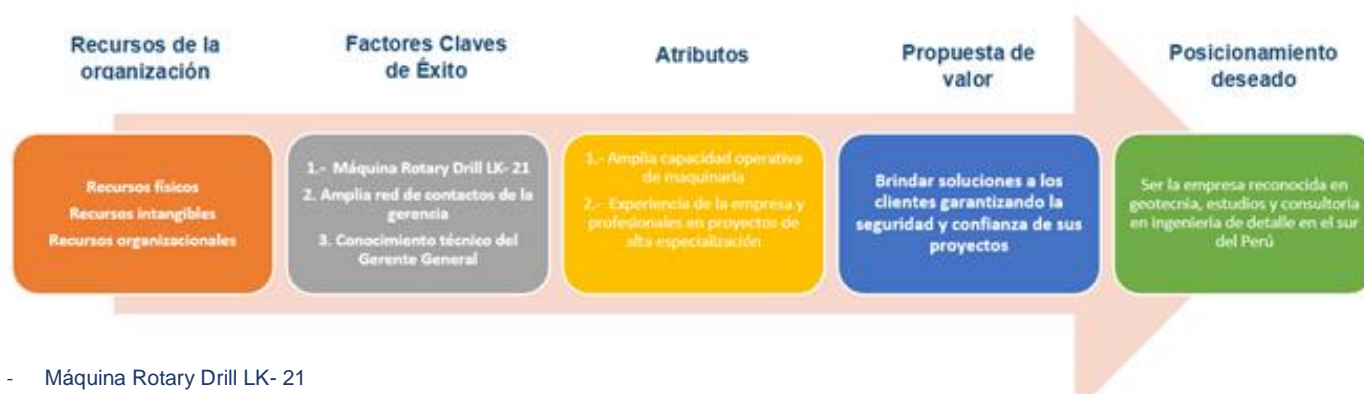 Recursos de la
organización
Factores Claves
de Éxito
Atributos
Propuesta de
valor
Posicionamiento
deseado
Recursos físicos
Recursos intangibles
Recursos organizacionales
1.- Máquina Rotary Drill LK- 21
2. Amplia red de contactos de la
gerencia
3. Conocimiento técnico del
Gerente General
1.- Amplia capacidad operativa
de maquinaria
2.- Experiencia de la empresa y
profesionales en proyectos de
alta especialización
Brindar soluciones a los
clientes garantizando la
seguridad y confianza de sus
proyectos
Ser la empresa reconocida en
geotecnia, estudios y consultoria
en ingenieria de detalle en el sur
del Perú
- Máquina Rotary Drill LK- 21